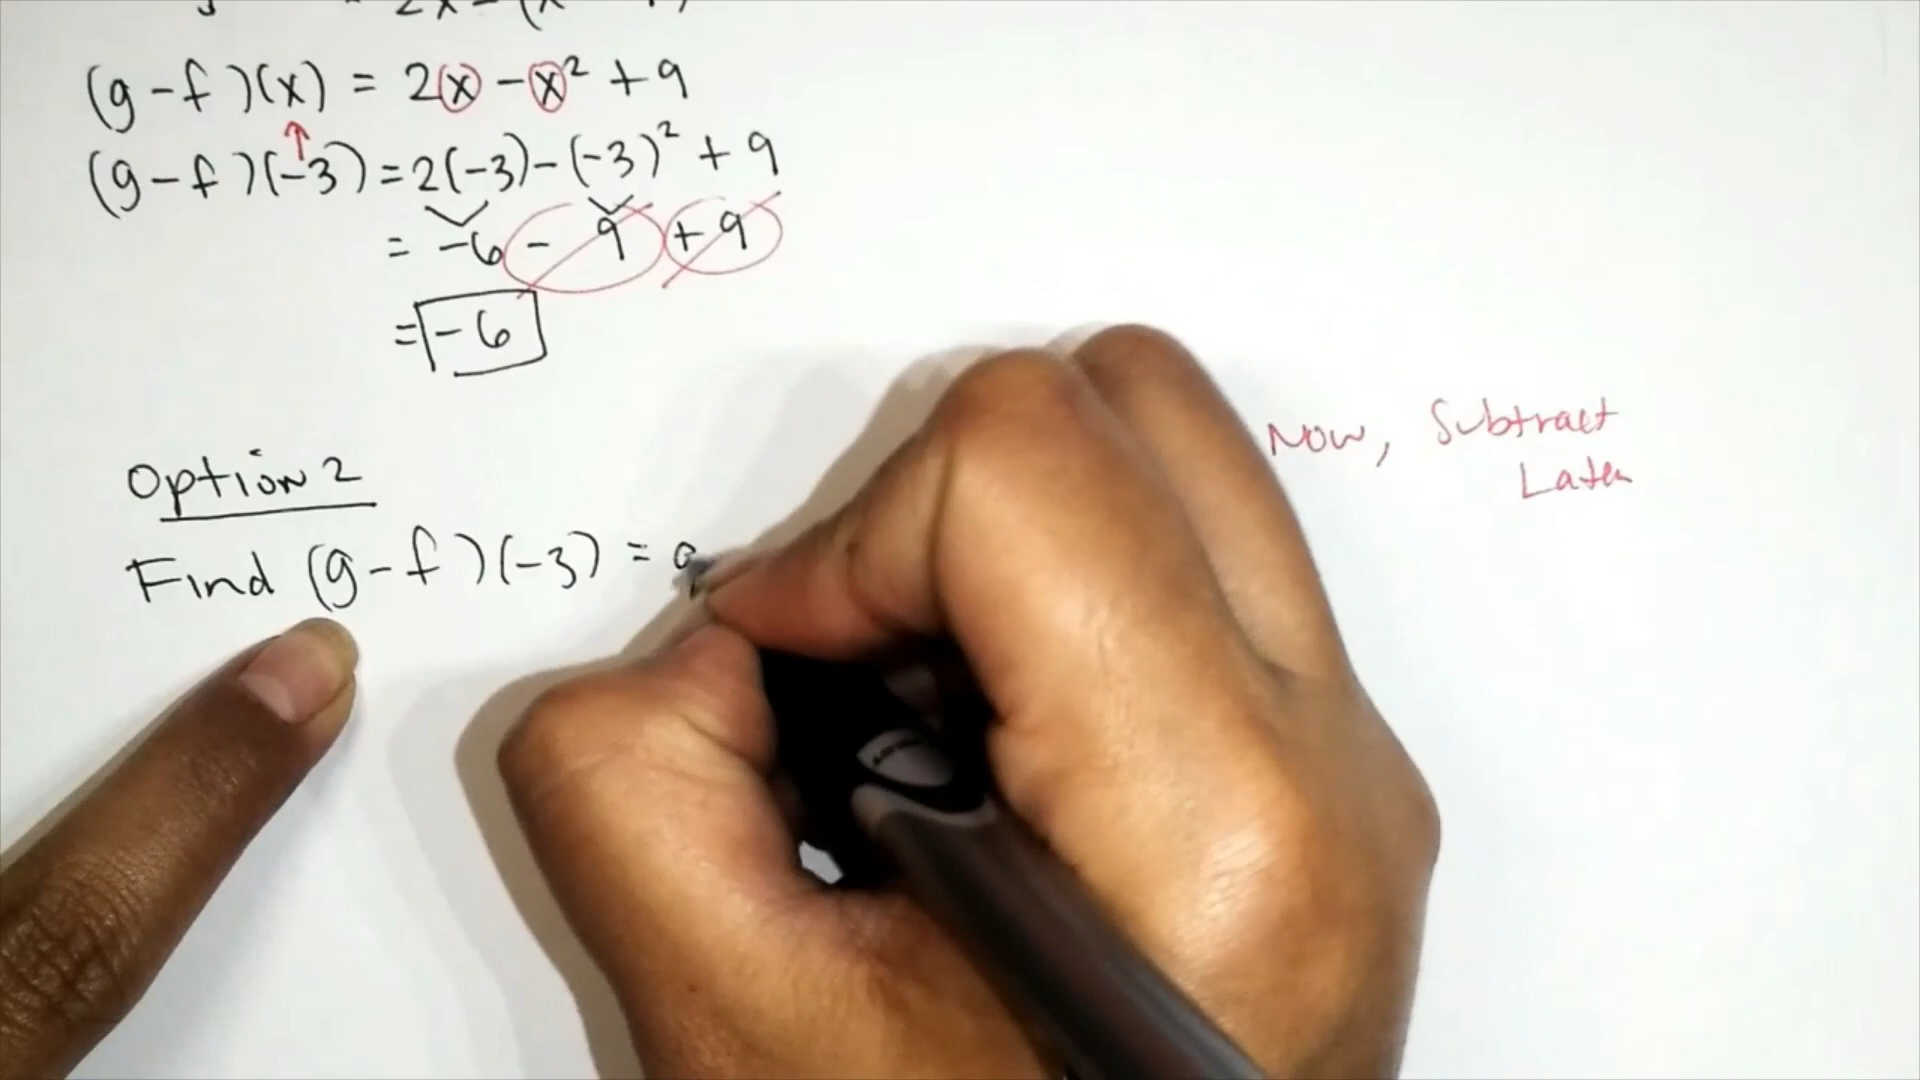 (g-f)(x) = 2(x) - x² + 9
(g-f)(-3) = 2(-3) - (-3)² + 9
= -6 - 9 + 9
= -6
Now, Subtract
Later
Option 2
Find (g-f)(-3) = g